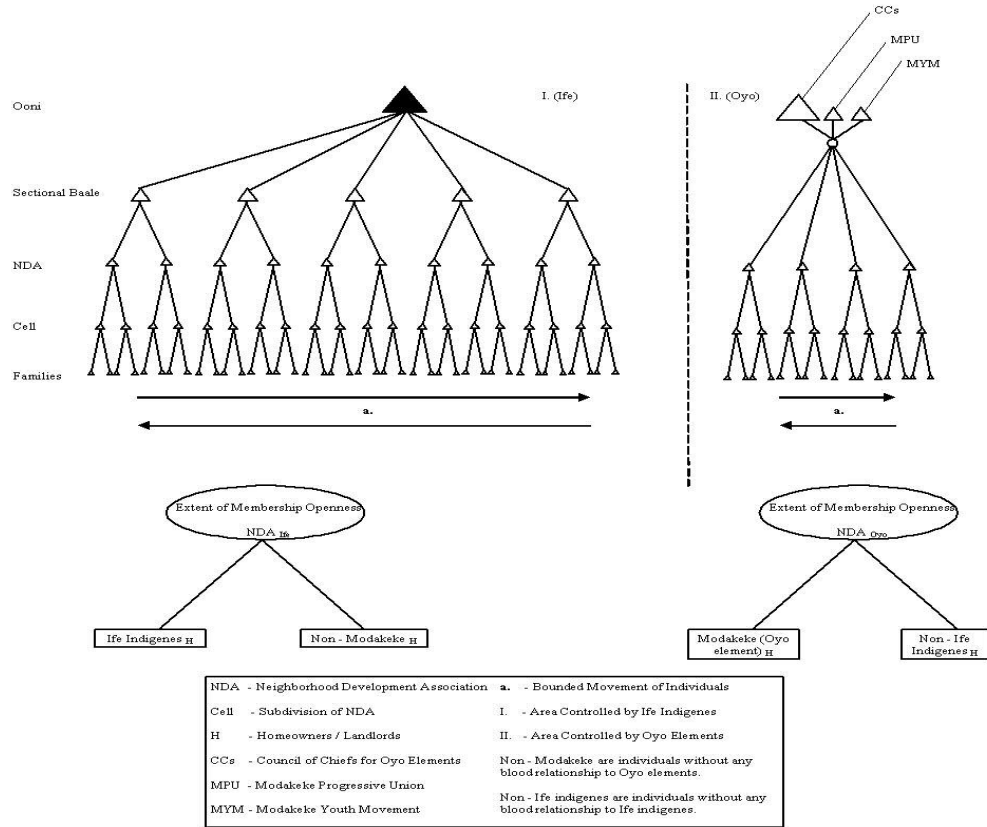 CCs
MPU
MYM
Ooni
I. (Ife)
II. (Oyo)
Sectional Baale
NDA
Cell
Families
a.
a.
Extent of Membership Openness
NDA Ife
Extent of Membership Openness
NDA Oyo
Ife Indigenes H
Non - Modakeke H
Modakeke (Oyo
element) H
Non - Ife
Indigenes H
NDA - Neighborhood Development Association
Cell - Subdivision of NDA
H - Homeowners / Landlords
CCs - Council of Chiefs for Oyo Elements
MPU - Modakeke Progressive Union
MYM - Modakeke Youth Movement
a. - Bounded Movement of Individuals
I. - Area Controlled by Ife Indigenes
II. - Area Controlled by Oyo Elements
Non - Modakeke are individuals without any
blood relationship to Oyo elements.
Non - Ife indigenes are individuals without any
blood relationship to Ife indigenes.